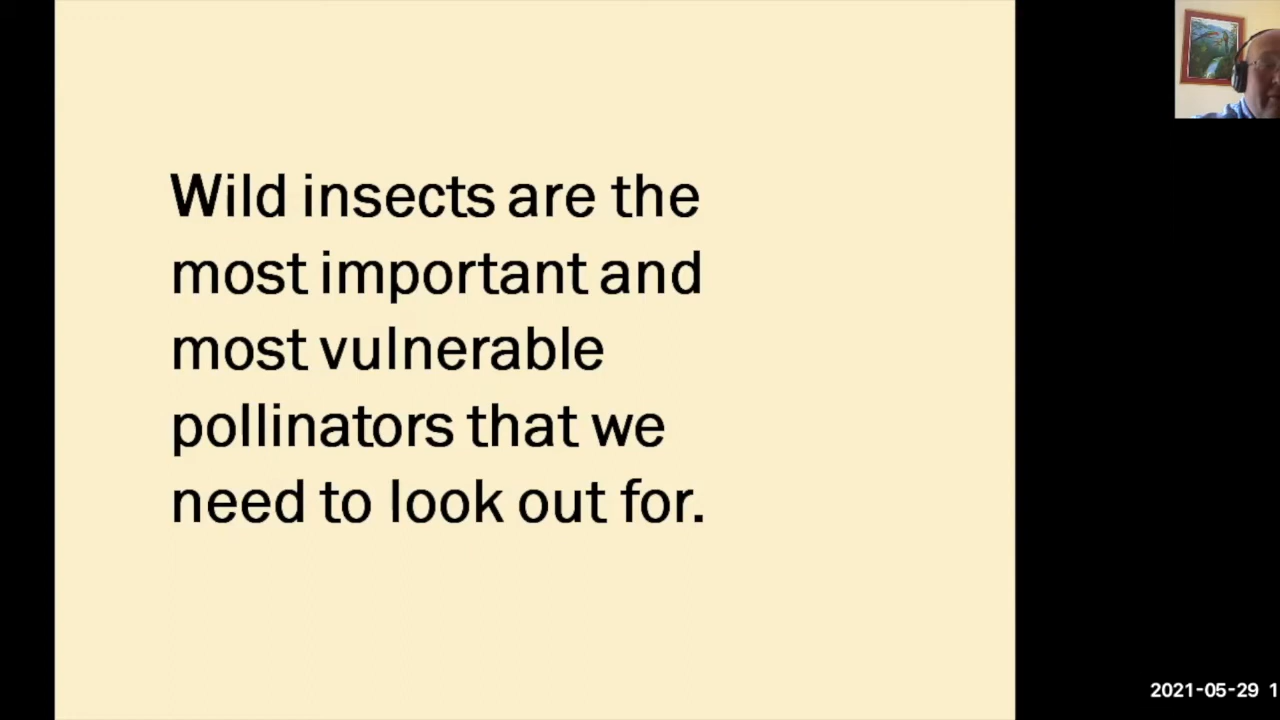 Wild insects are the
most important and
most vulnerable
pollinators that we
need to look out for.
2021-05-29 1